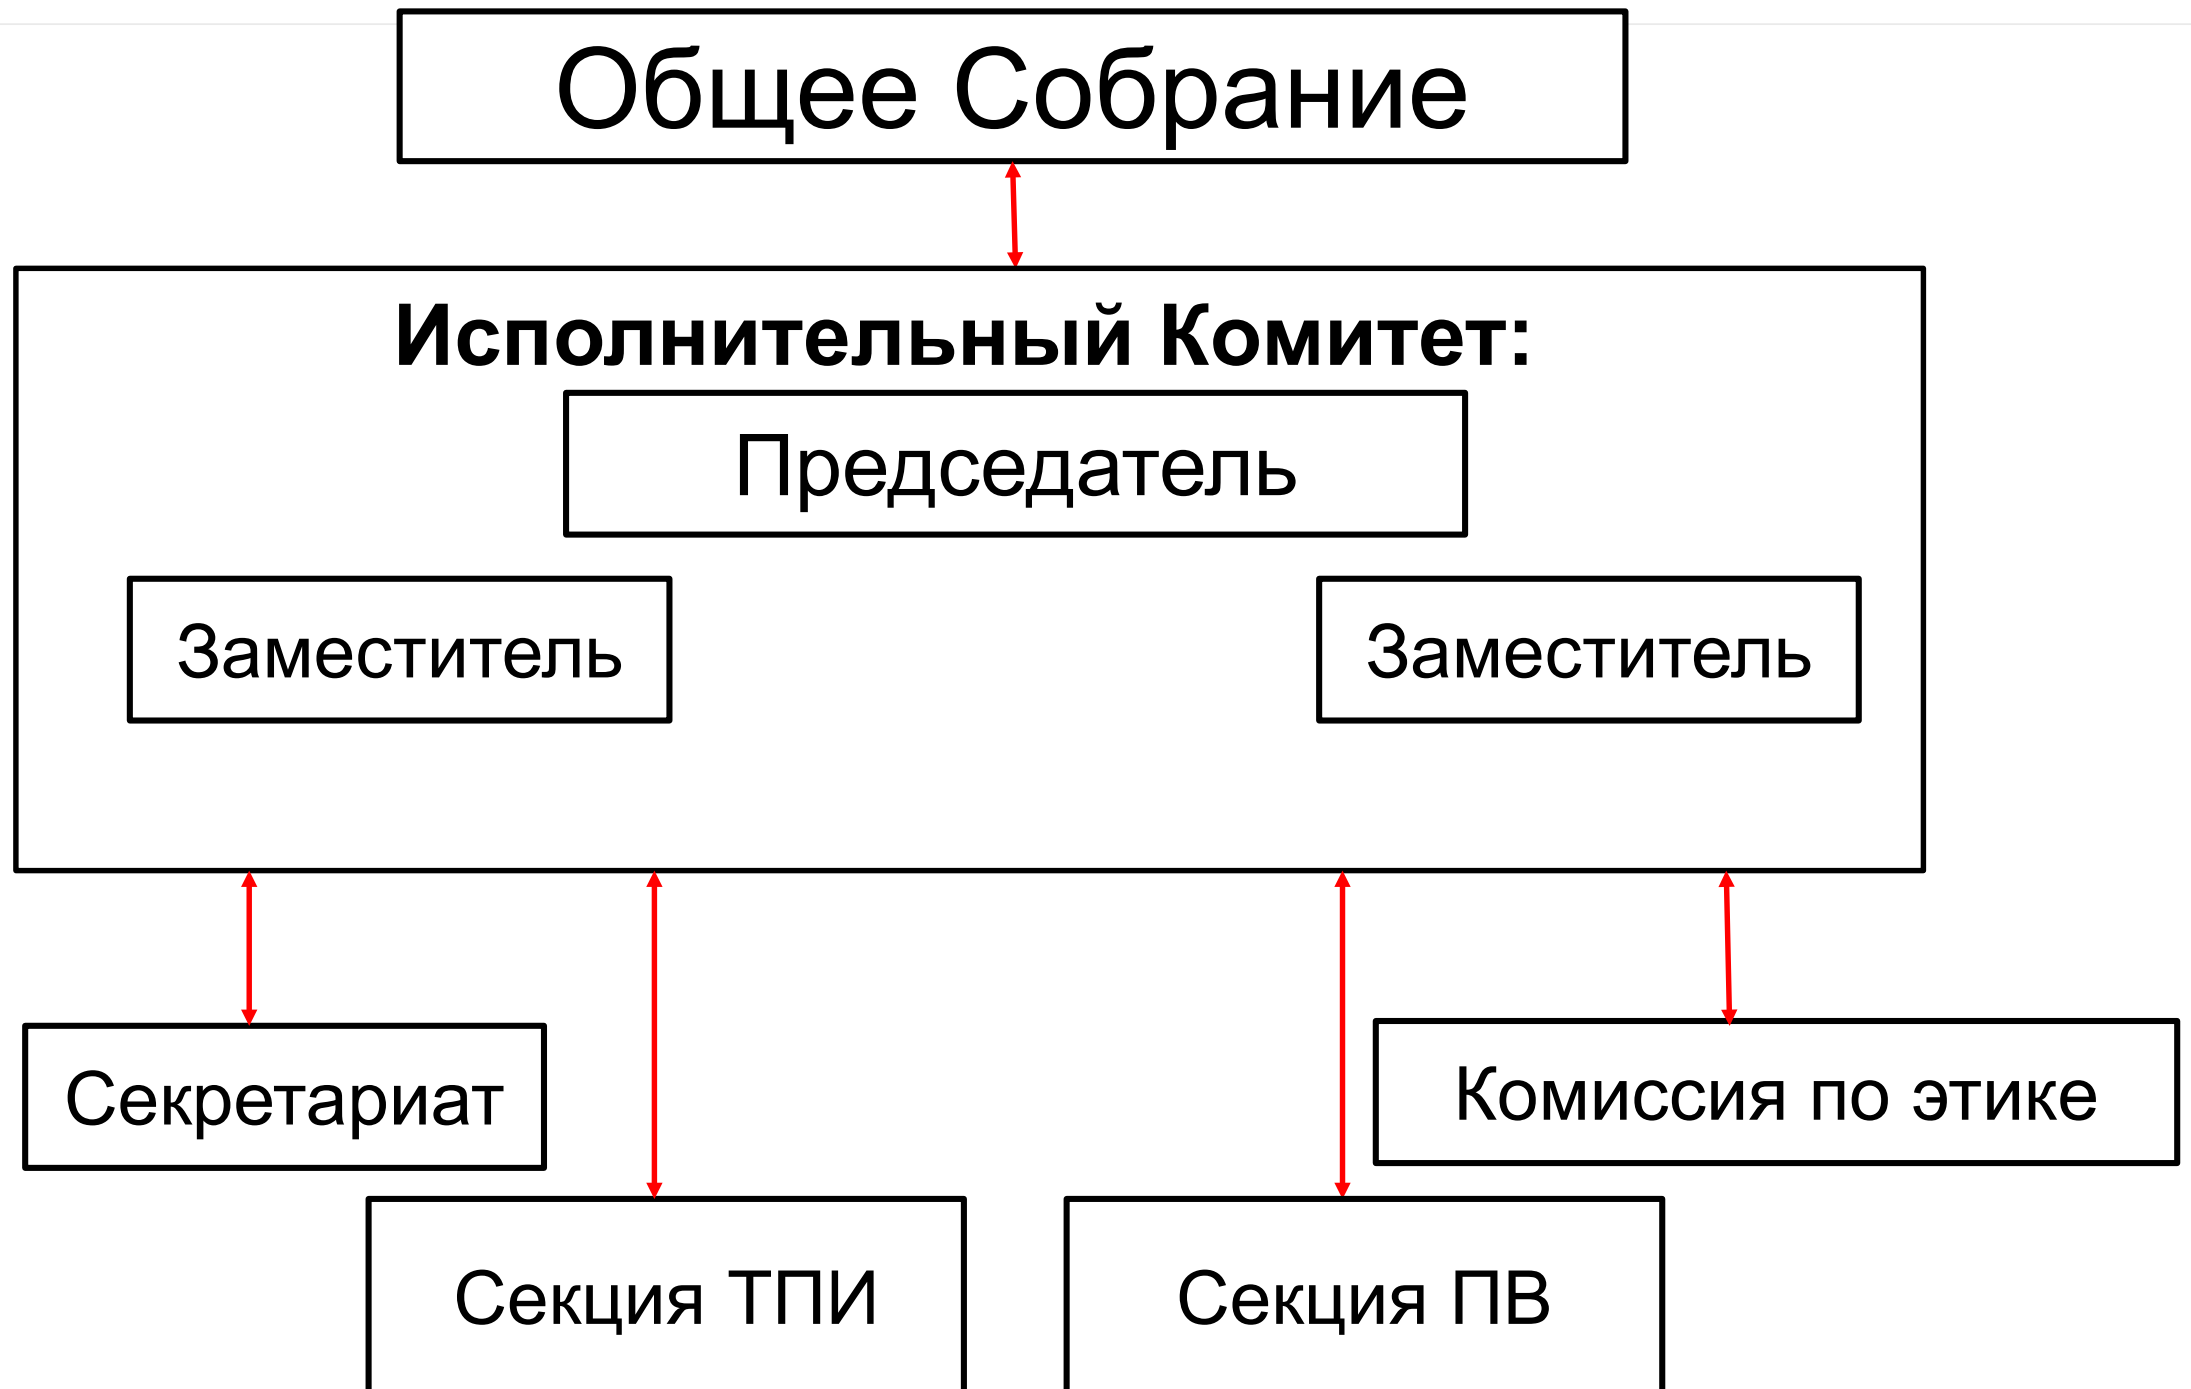 Общее Собрание
Исполнительный Комитет:
Председатель
Заместитель
Заместитель
Секретариат
Комиссия по этике
Секция ТПИ
Секция ПВ